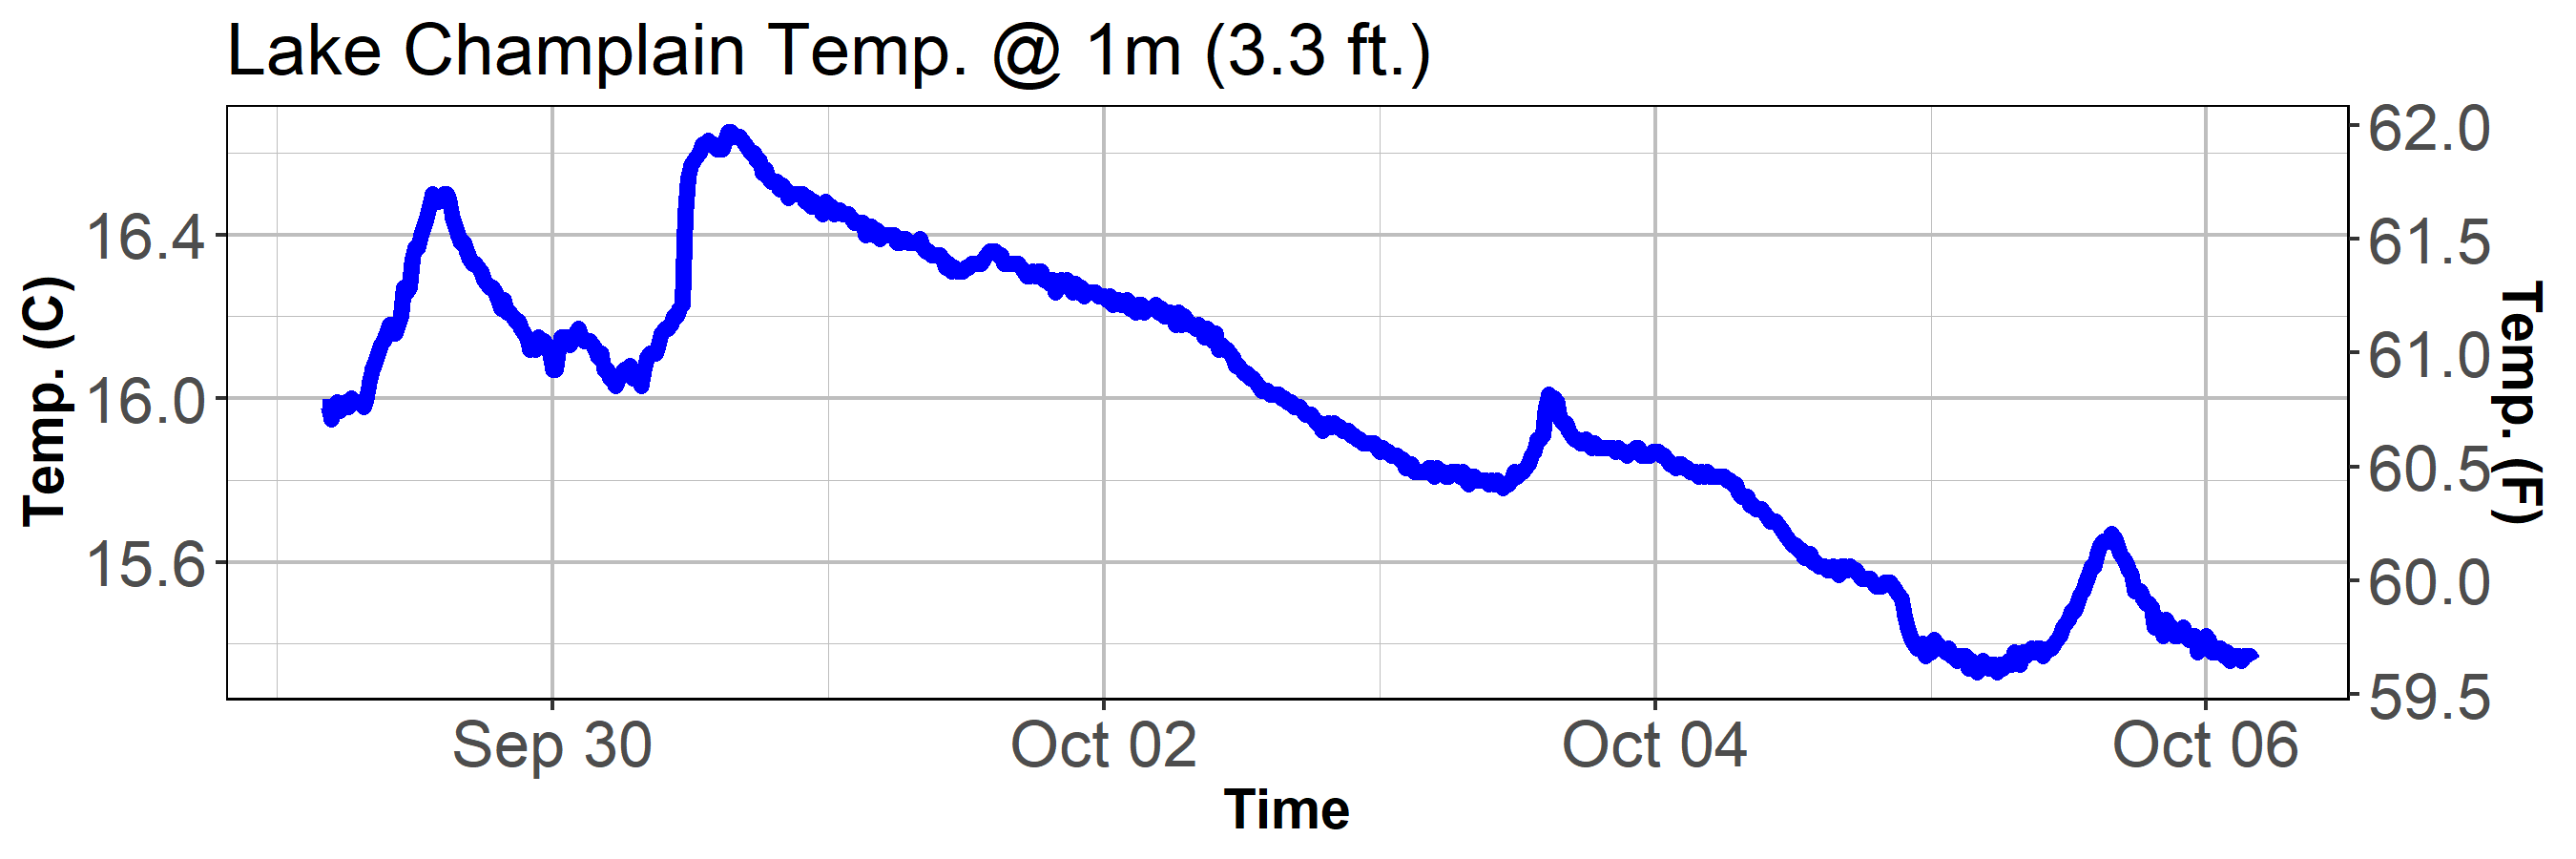 Lake Champlain Temp. @ 1m (3.3 ft.)
Temp. (C)
16.4
16.0
15.6
62.0
61.5
61.0
60.5
60.0
59.5
Temp. (F)
Sep 30
Oct 02
Oct 04
Oct 06
Time